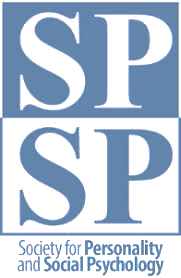 SP
SP
Society for Personality
and Social Psychology